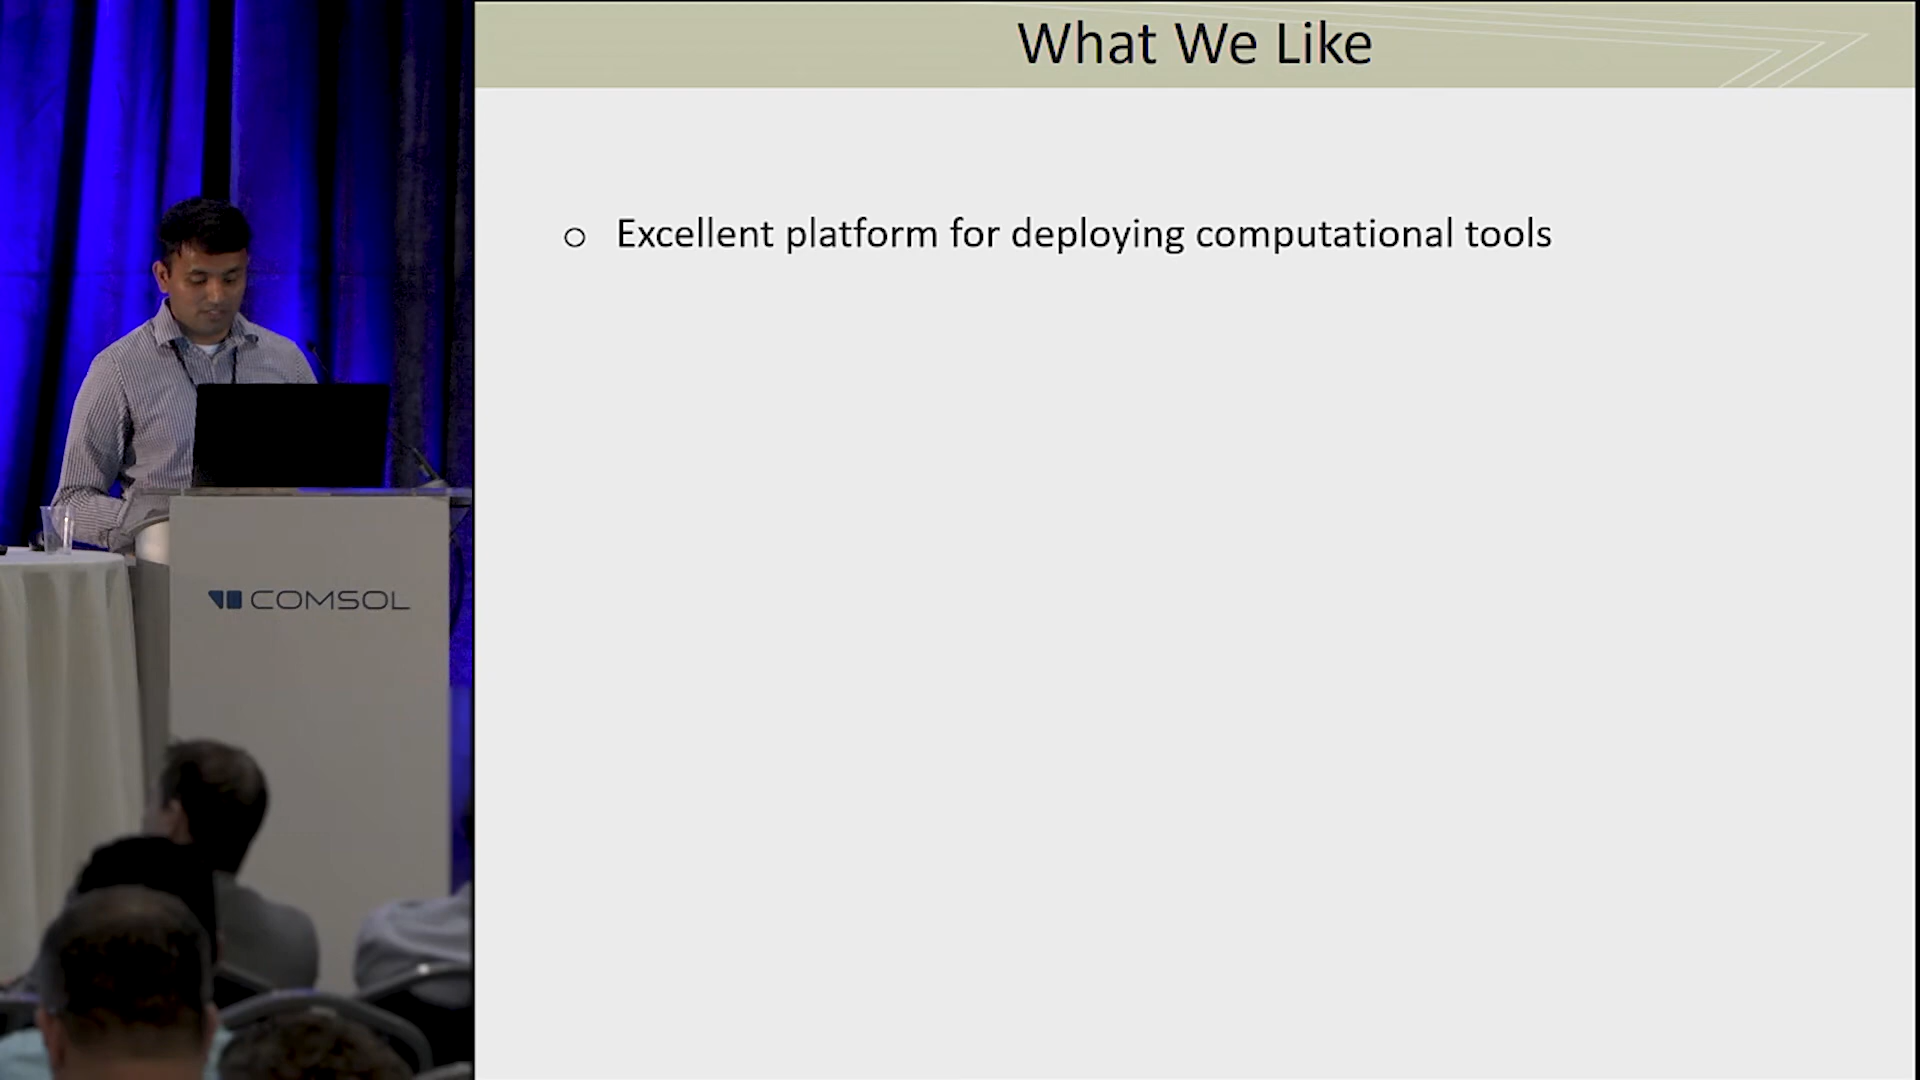 What We Like
○ Excellent platform for deploying computational tools
COMSOL